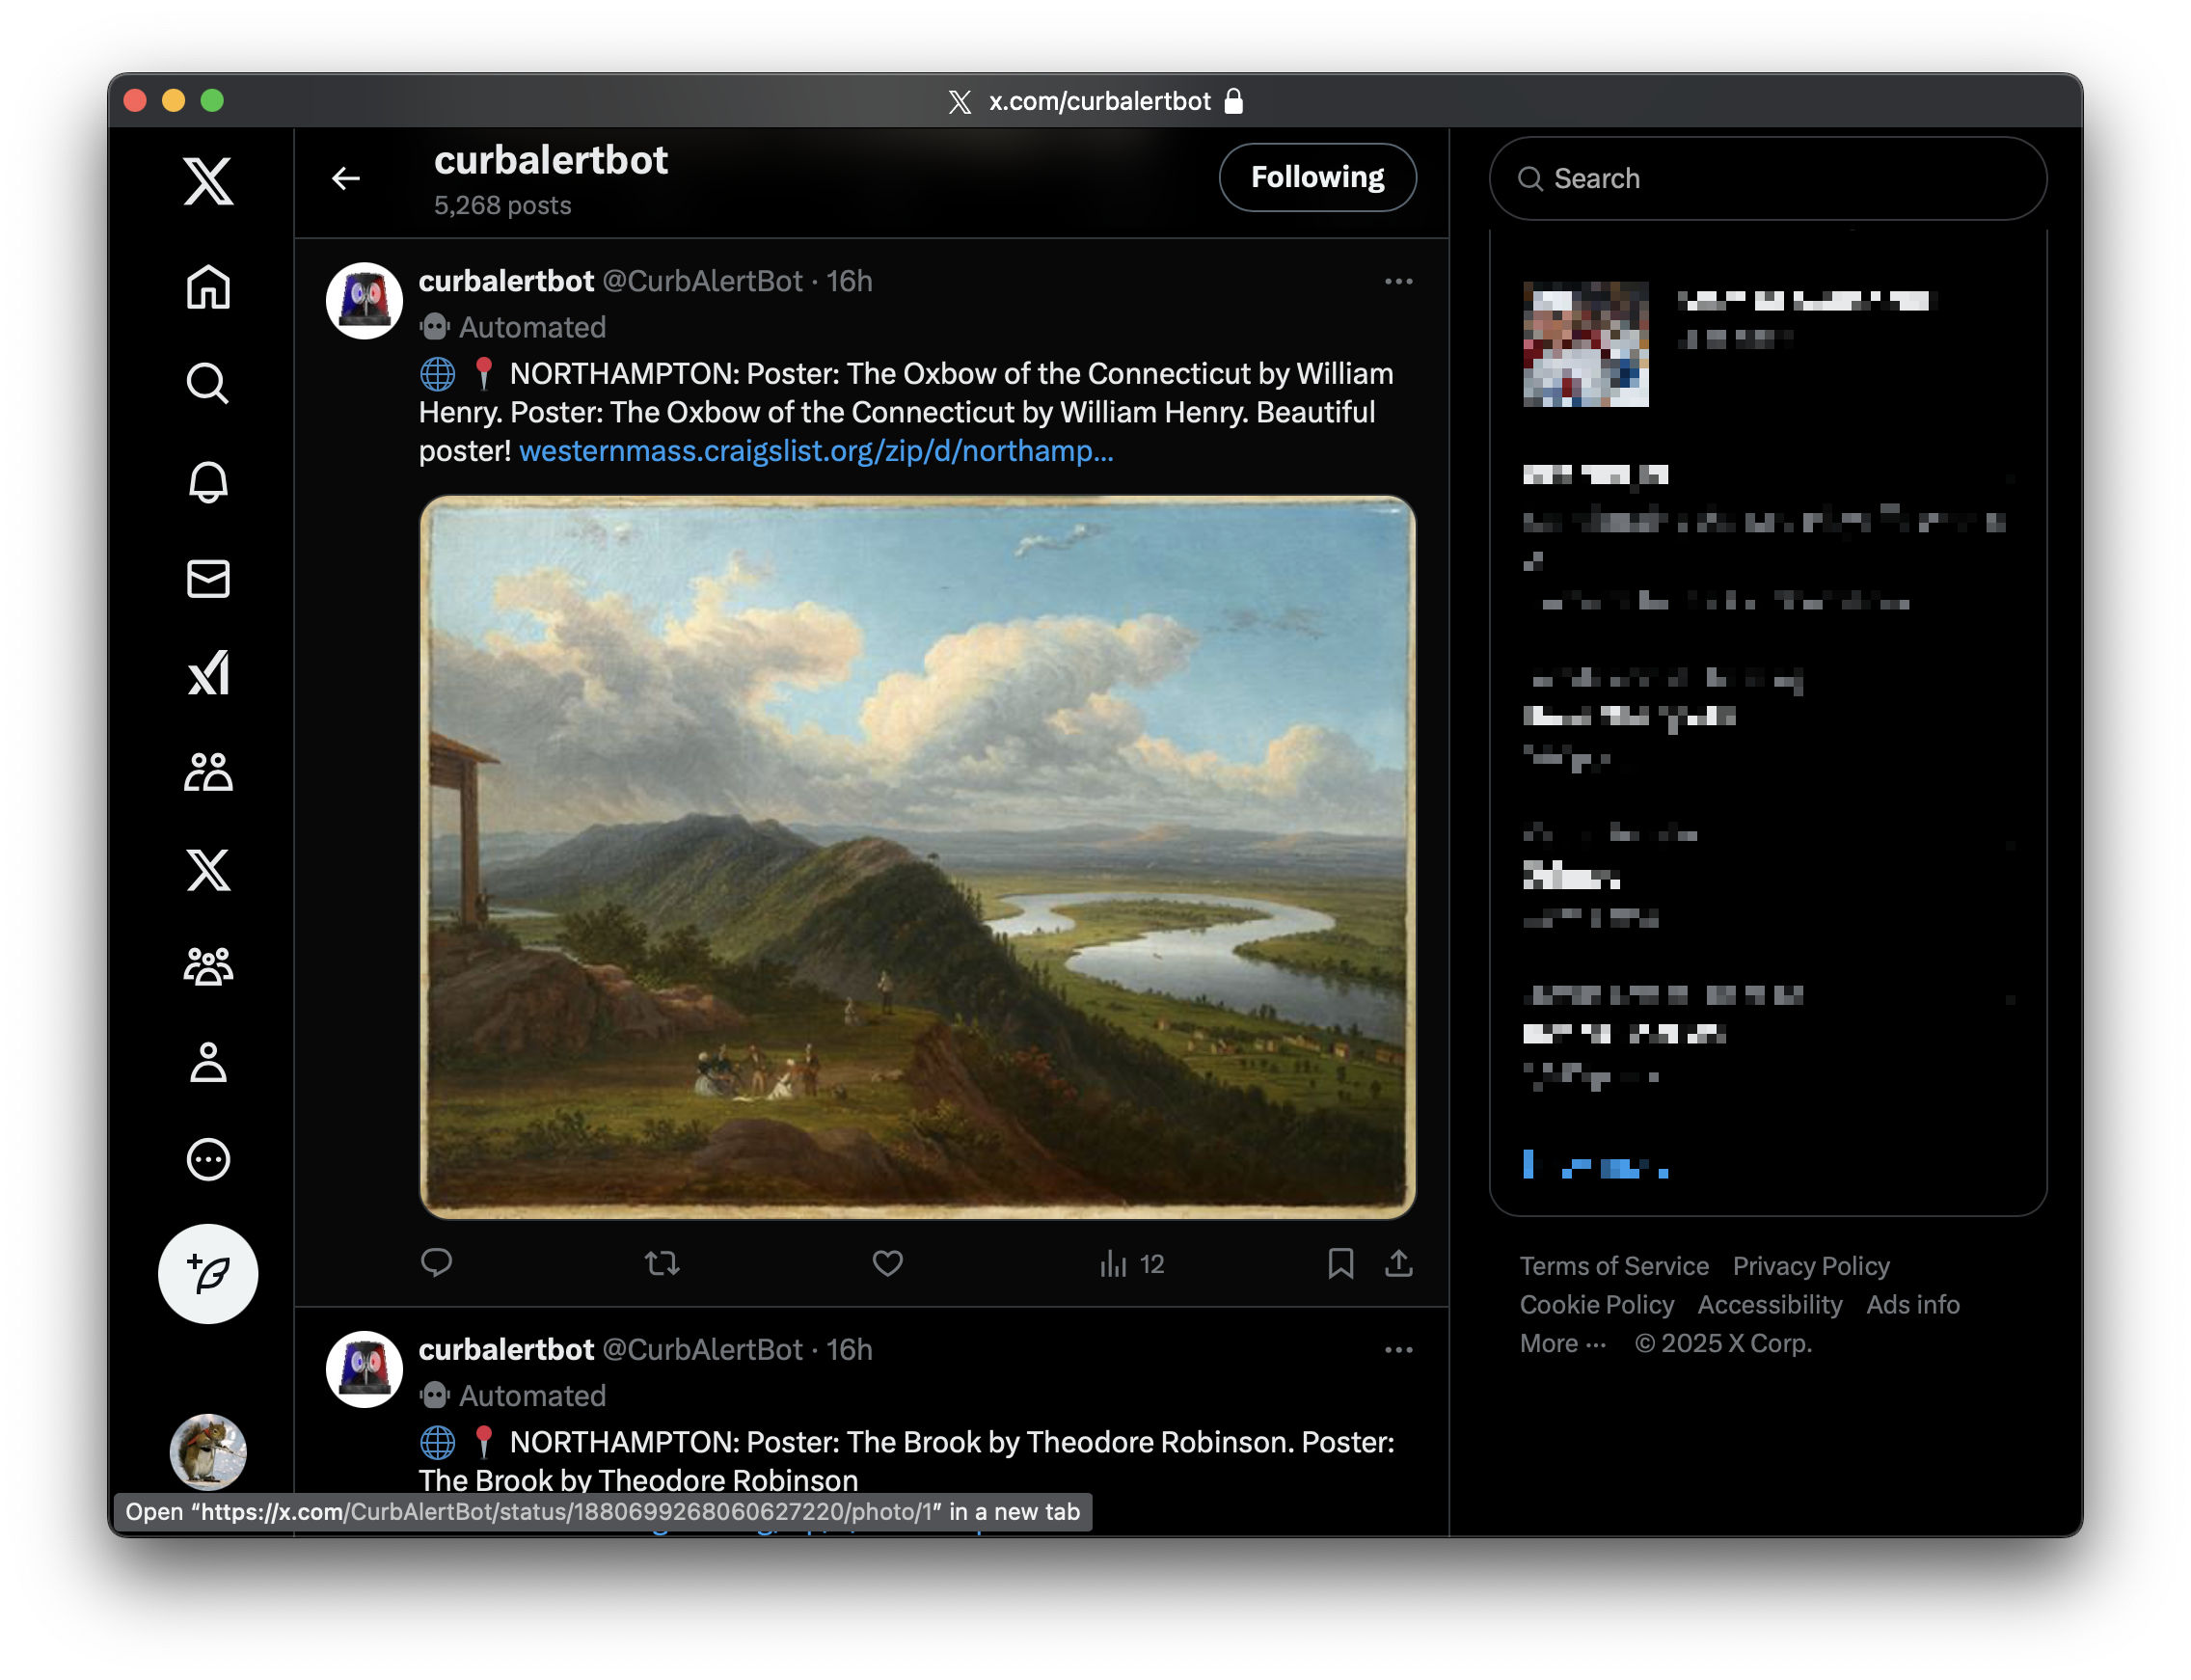 x.com/curbalertbot
curbalertbot
5,268 posts
Following
Search
curbalertbot @CurbAlertBot · 16h
Automated
NORTHAMPTON: Poster: The Oxbow of the Connecticut by William
Henry. Poster: The Oxbow of the Connecticut by William Henry. Beautiful
poster! westernmass.craigslist.org/zip/d/northamp...
12
curbalertbot @CurbAlertBot · 16h
Automated
NORTHAMPTON: Poster: The Brook by Theodore Robinson. Poster:
The Brook by Theodore Robinson
Open “https://x.com/CurbAlertBot/status/1880699268060627220/photo/1” in a new tab
Terms of Service Privacy Policy
Cookie Policy Accessibility Ads info
More ··· © 2025 X Corp.